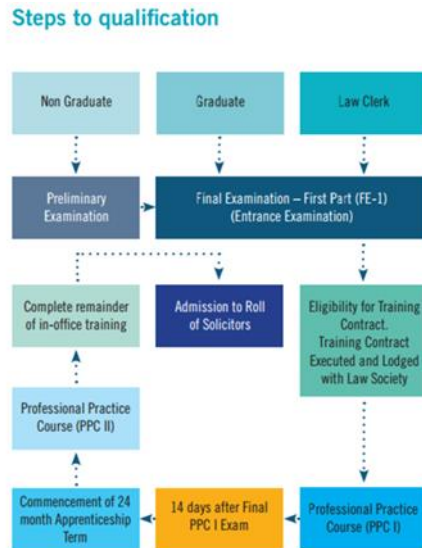 Steps to qualification
Non Graduate
Graduate
Law Clerk
Preliminary
Examination
Final Examination – First Part (FE-1)
(Entrance Examination)
Complete remainder
of in-office training
Admission to Roll
of Solicitors
Eligibility for Training
Contract.
Training Contract
Executed and Lodged
with Law Society
Professional Practice
Course (PPC II)
Commencement of 24
month Apprenticeship
Term
14 days after Final
PPC I Exam
Professional Practice
Course (PPC I)